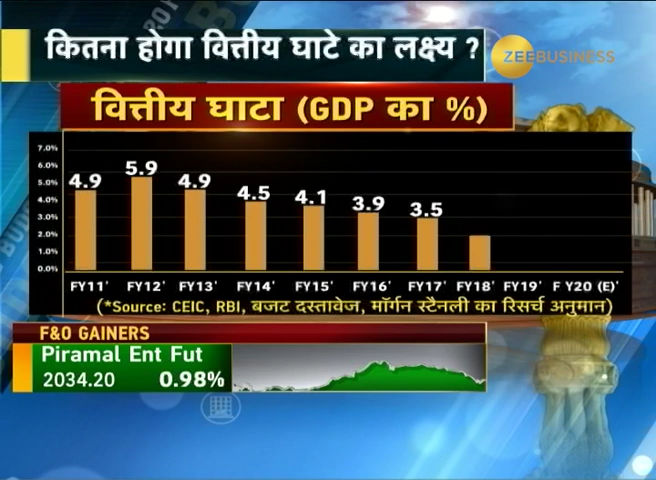 कितना होगा वित्तीय घाटे का लक्ष्य ?
ZEEBUSINESS
वित्तीय घाटा (GDP का %)
7.0%
6.0%
5.0%
4.0%
3.0%
2.0%
1.0%
0.0%
4.9
5.9
4.9
4.5
4.1
3.9
3.5
FY11' FY12' FY13' FY14' FY15' FY16' FY17' FY18' FY19' F Y20 (E)'
(*Source: CEIC, RBI, बजट दस्तावेज, मॉर्गन स्टैनली का रिसर्च अनुमान)
F&O GAINERS
Piramal Ent Fut
2034.20 0.98%